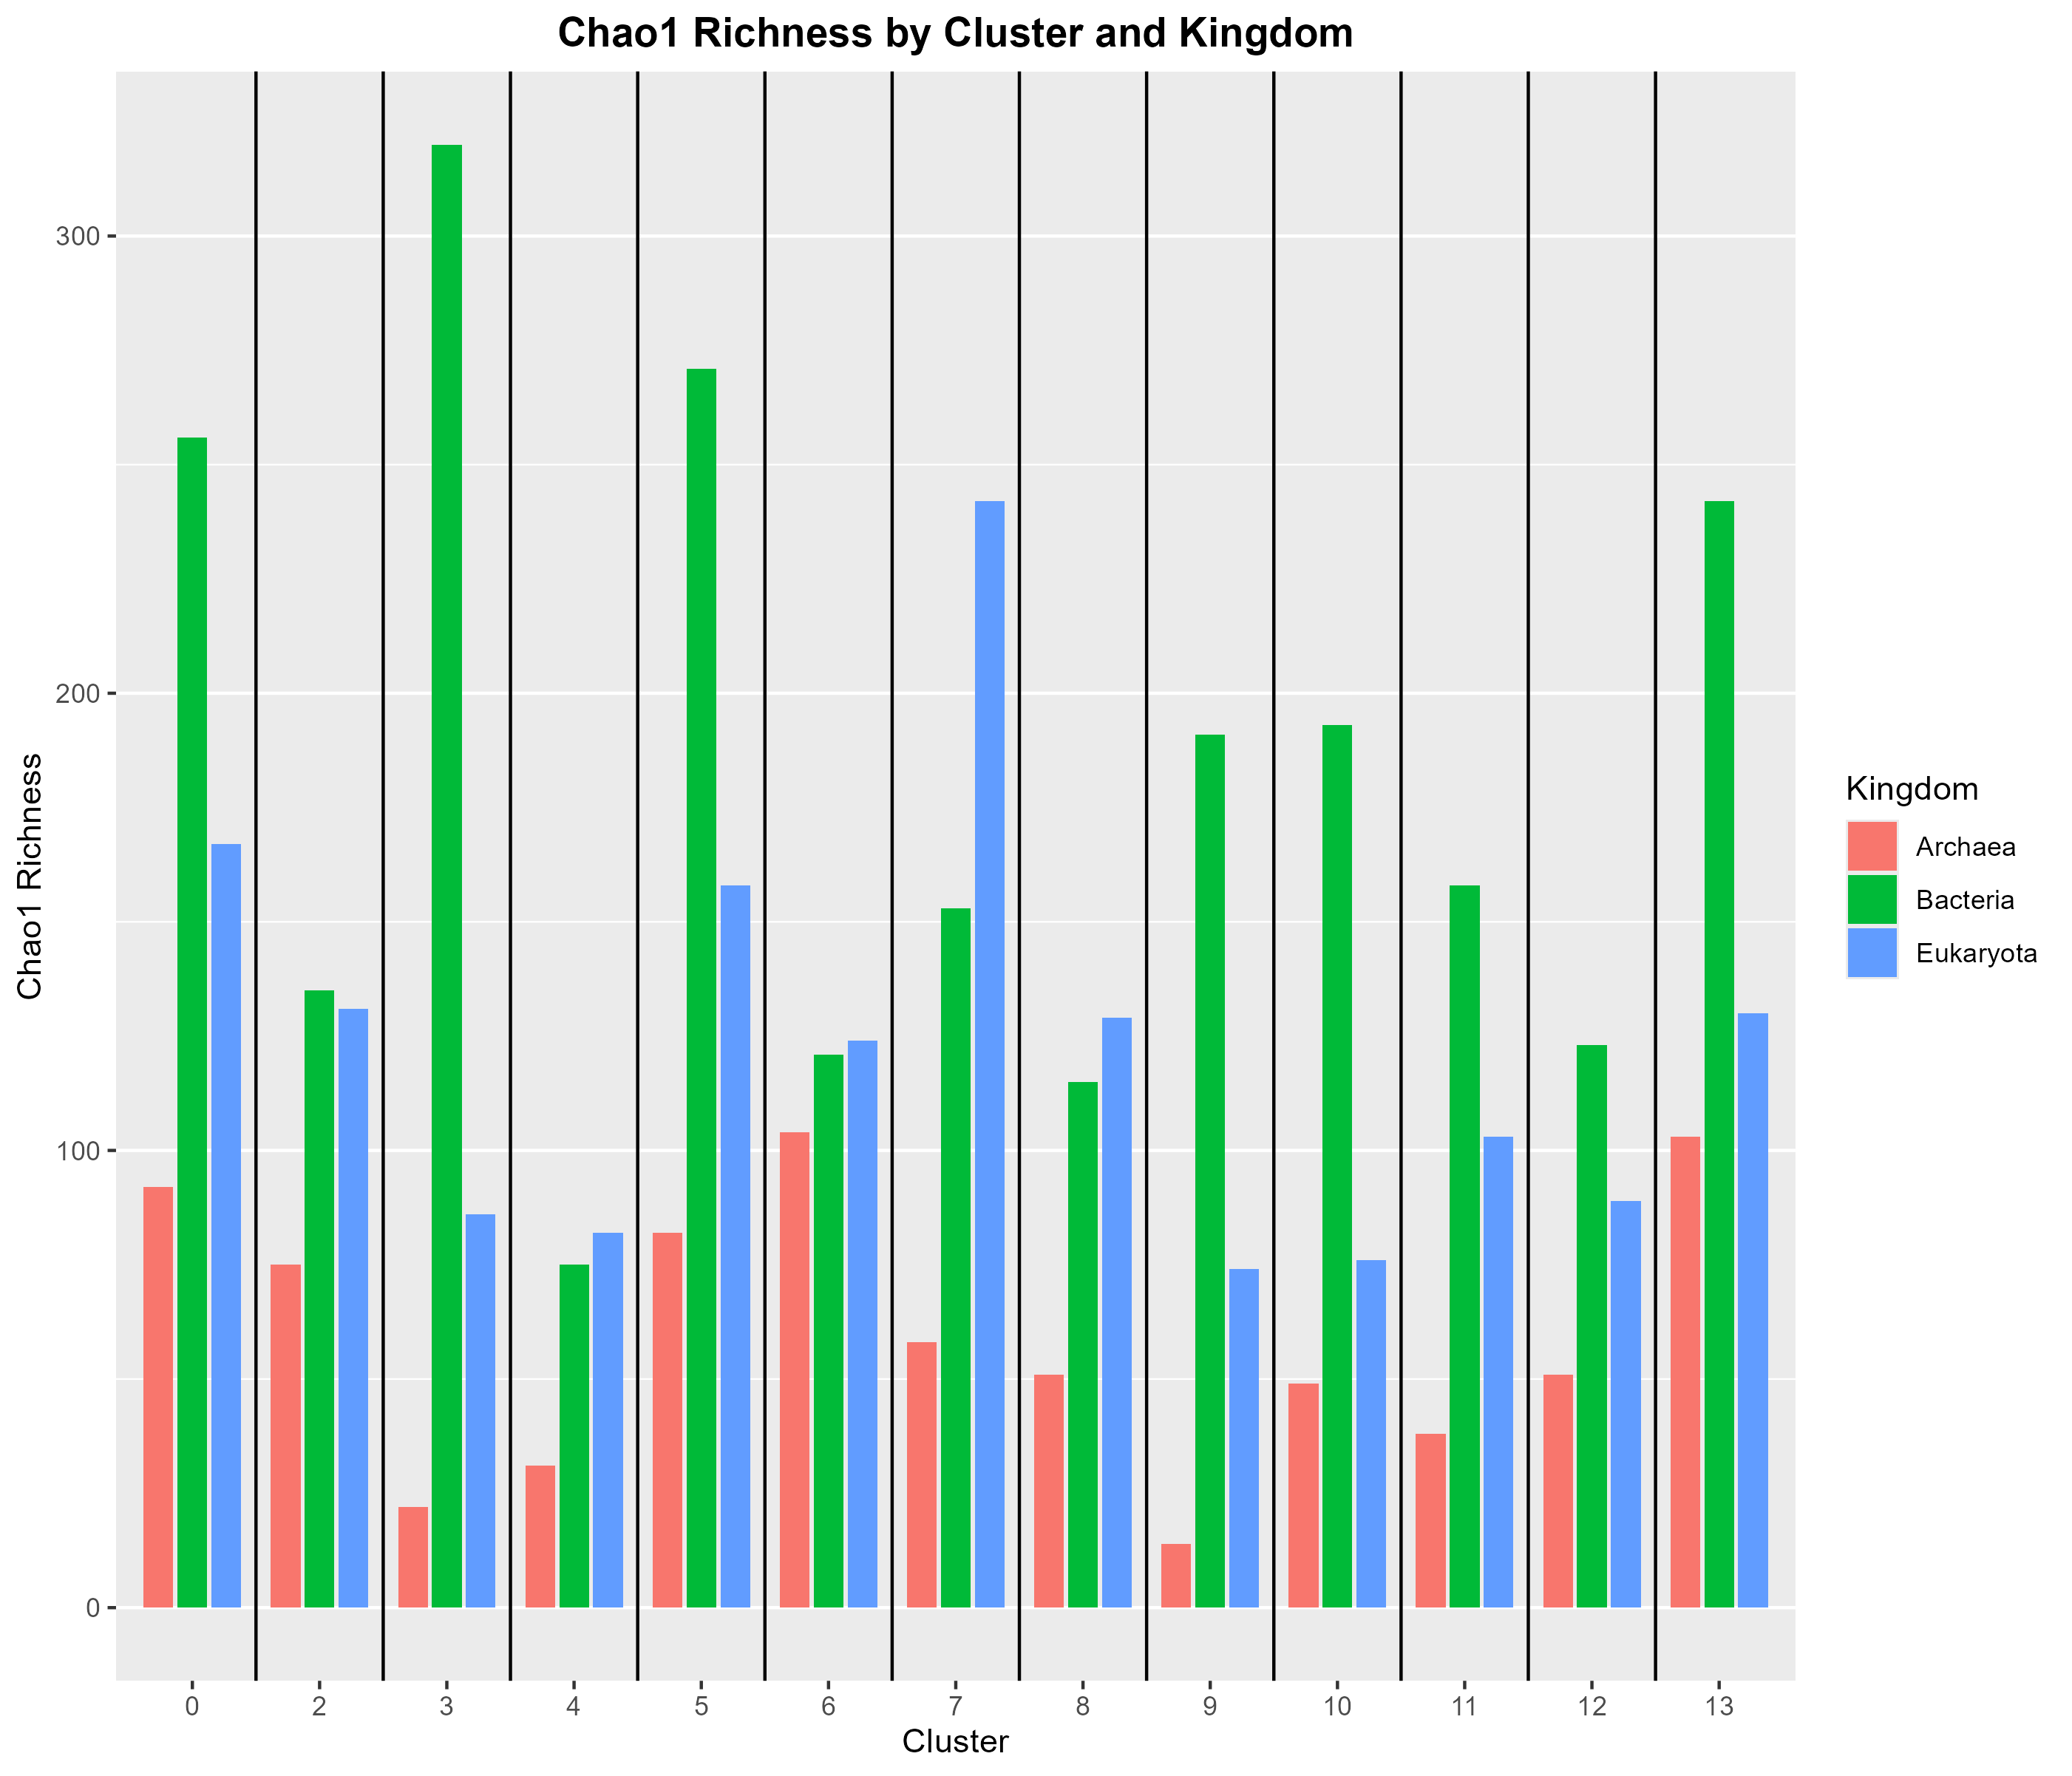 Chao1 Richness by Cluster and Kingdom
Chao1 Richness
300
200
100
0
0 2 3 4 5 6 7 8 9 10 11 12 13
Cluster
Kingdom
Archaea
Bacteria
Eukaryota